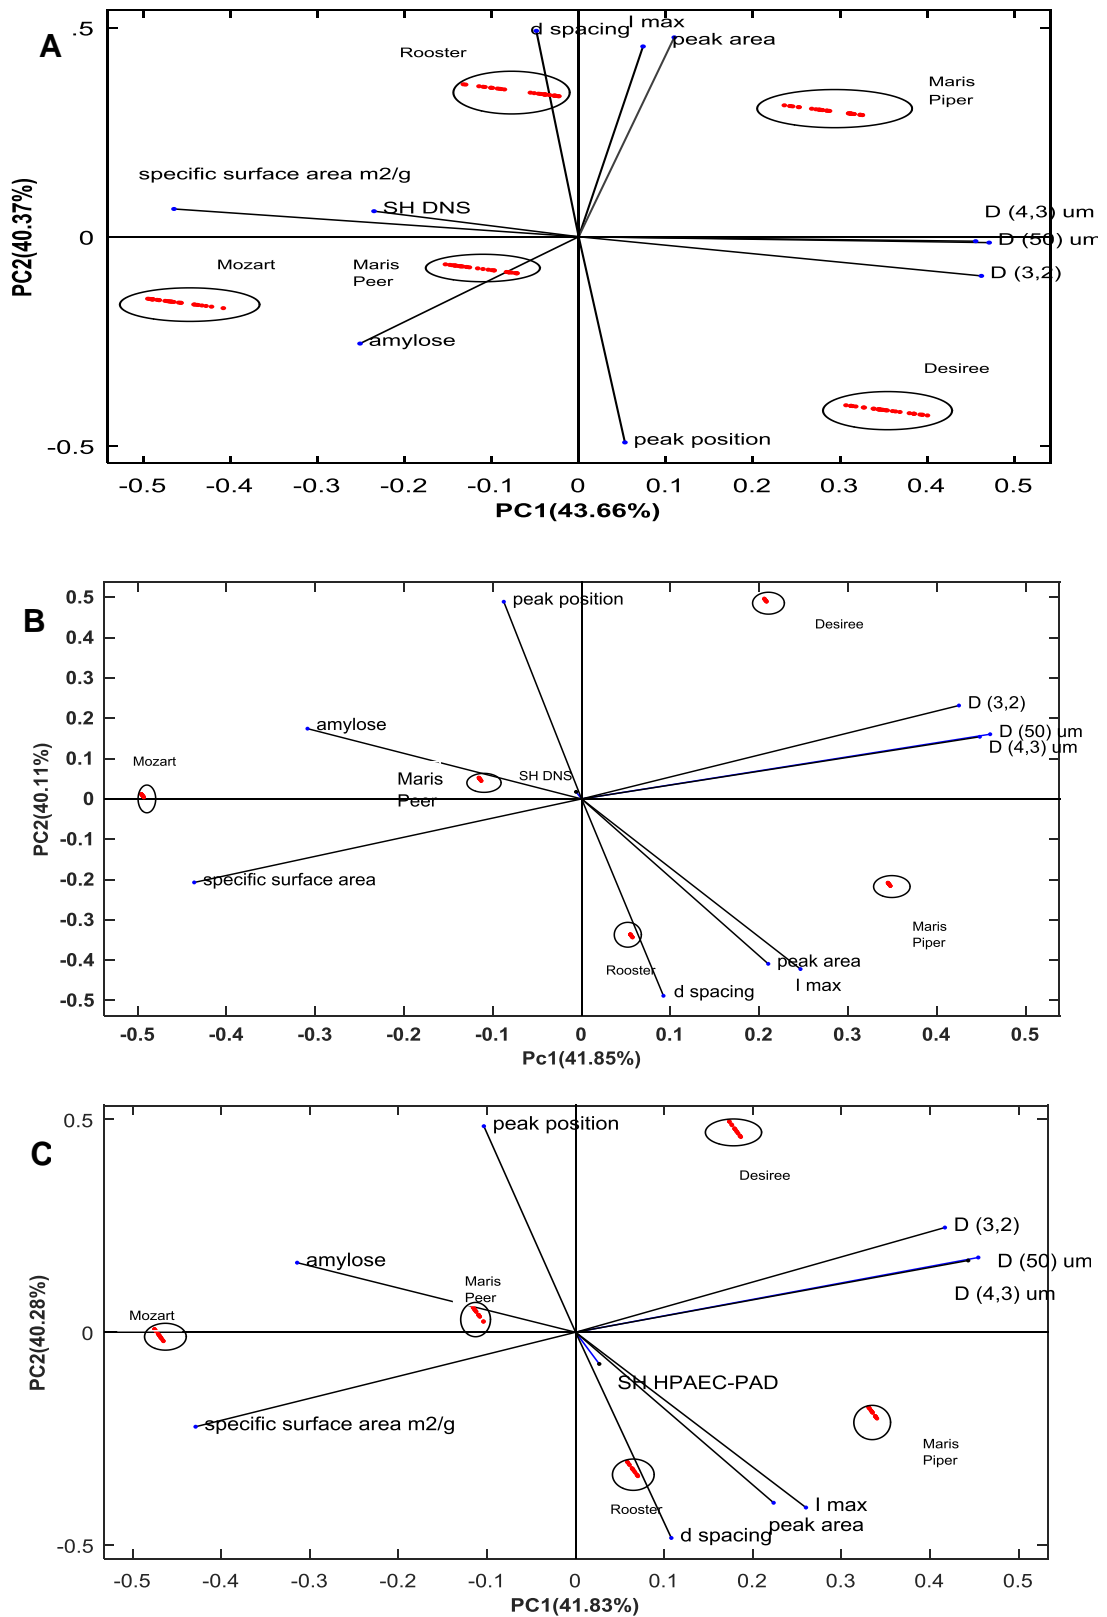 A
.5
d spacing
I max
peak area
Rooster
Maris
Piper
specific surface area m2/g
SH DNS
D (4,3) um
0
D (50) um
D (3,2)
Mozart
Maris
Peer
amylose
Desiree
peak position
-0.5
PC2(40.37%)
-0.5 -0.4 -0.3 -0.2 -0.1 0 0.1 0.2 0.3 0.4 0.5
PC1(43.66%)
B
0.5
0.4
0.3
0.2
0.1
0
-0.1
-0.2
-0.3
-0.4
-0.5
PC2(40.11%)
peak position
Desiree
amylose
D (3,2)
D (50) um
D (4,3) um
Mozart
Maris
Peer
SH DNS
specific surface area
Maris
Piper
Rooster
peak area
I max
d spacing
-0.5 -0.4 -0.3 -0.2 -0.1 0 0.1 0.2 0.3 0.4 0.5
Pc1(41.85%)
C
0.5
0
-0.5
PC2(40.28%)
peak position
Desiree
D (3,2)
amylose
D (50) um
D (4,3) um
Maris
Peer
Mozart
SH HPAEC-PAD
specific surface area m2/g
Maris
Piper
Rooster
I max
peak area
d spacing
-0.5 -0.4 -0.3 -0.2 -0.1 0 0.1 0.2 0.3 0.4 0.5
PC1(41.83%)